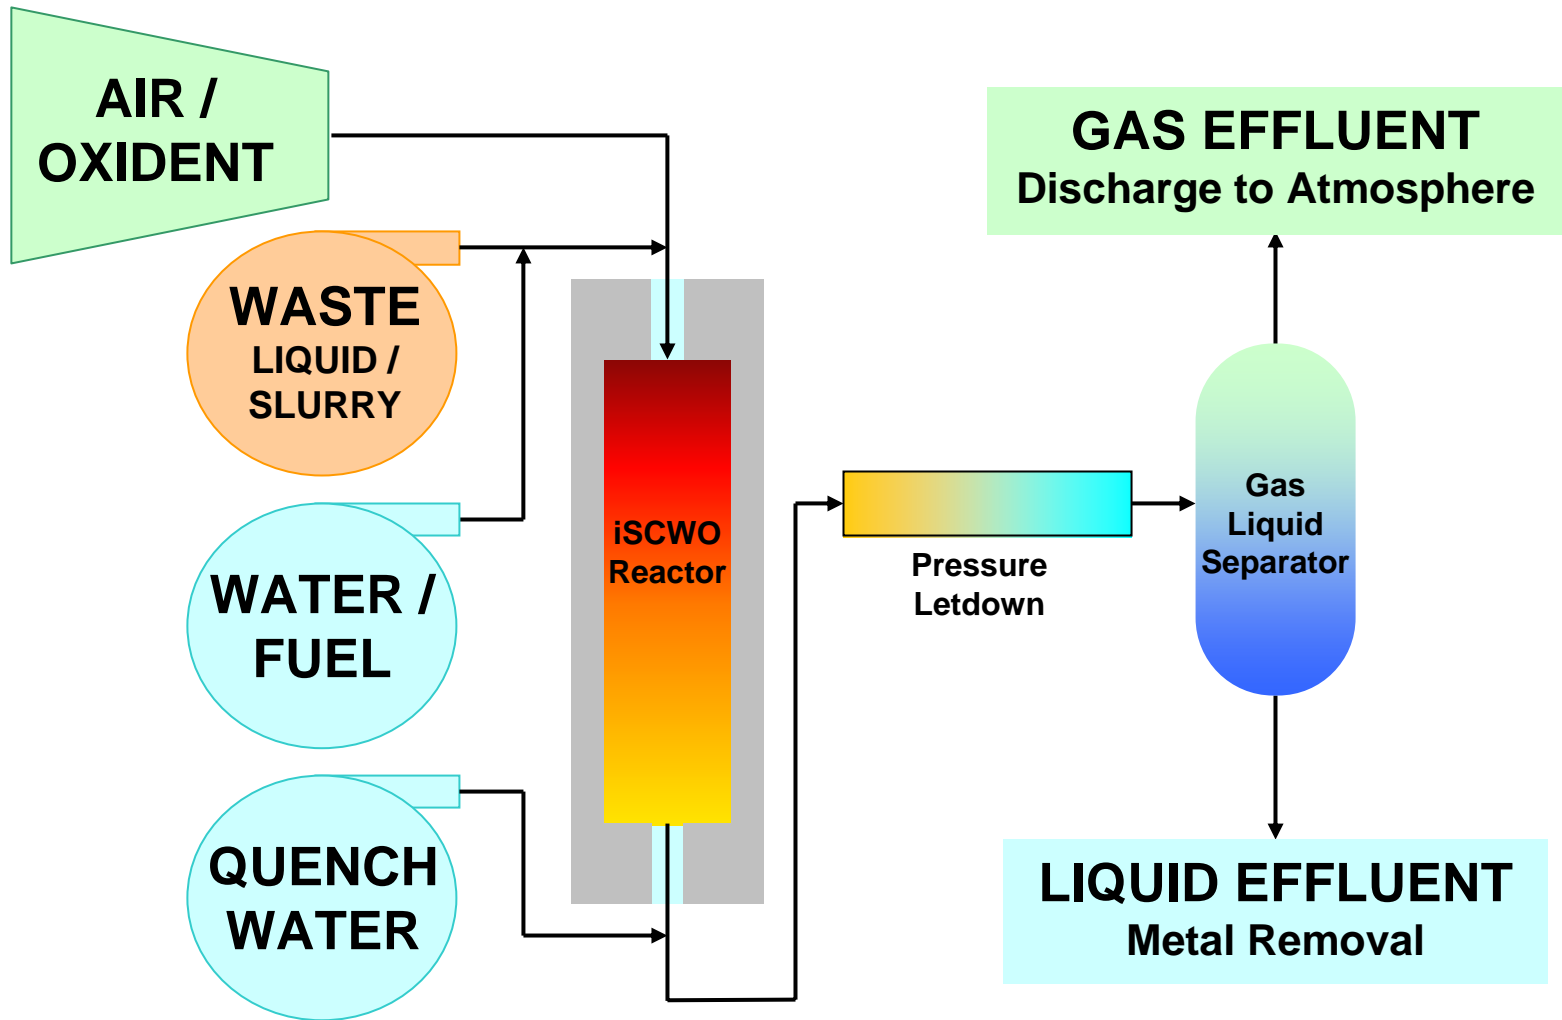 AIR /
OXIDENT
WASTE
LIQUID /
SLURRY
WATER /
FUEL
QUENCH
WATER
iSCWO
Reactor
Pressure
Letdown
Gas
Liquid
Separator
GAS EFFLUENT
Discharge to Atmosphere
LIQUID EFFLUENT
Metal Removal